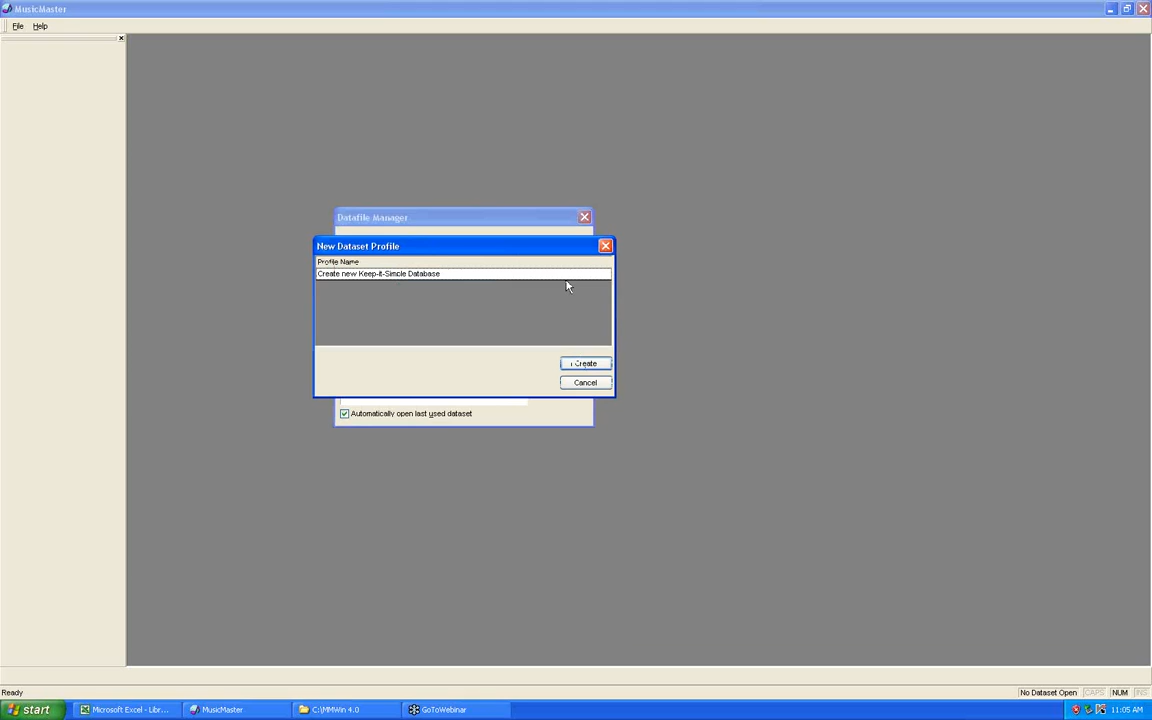 MusicMaster
File Help
Datafile Manager
New Dataset Profile
Profile Name
Create new Keep-It-Simple Database
Create
Cancel
Automatically open last used dataset
Ready
No Dataset Open CAPS NUM INS
start
Microsoft Excel - Libr...
MusicMaster
C:\MMWin 4.0
GoToWebinar
11:05 AM